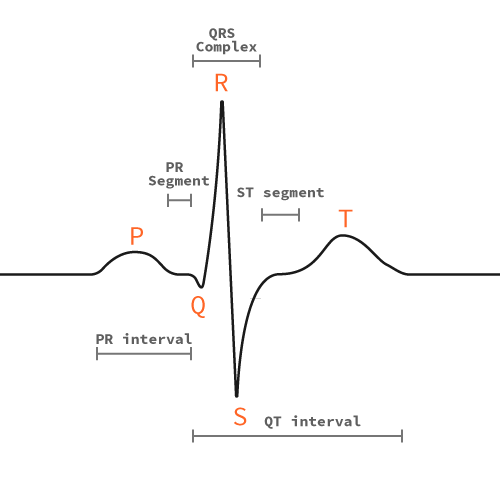 QRS
Complex
R
PR
Segment
ST segment
T
P
Q
PR interval
S
QT interval